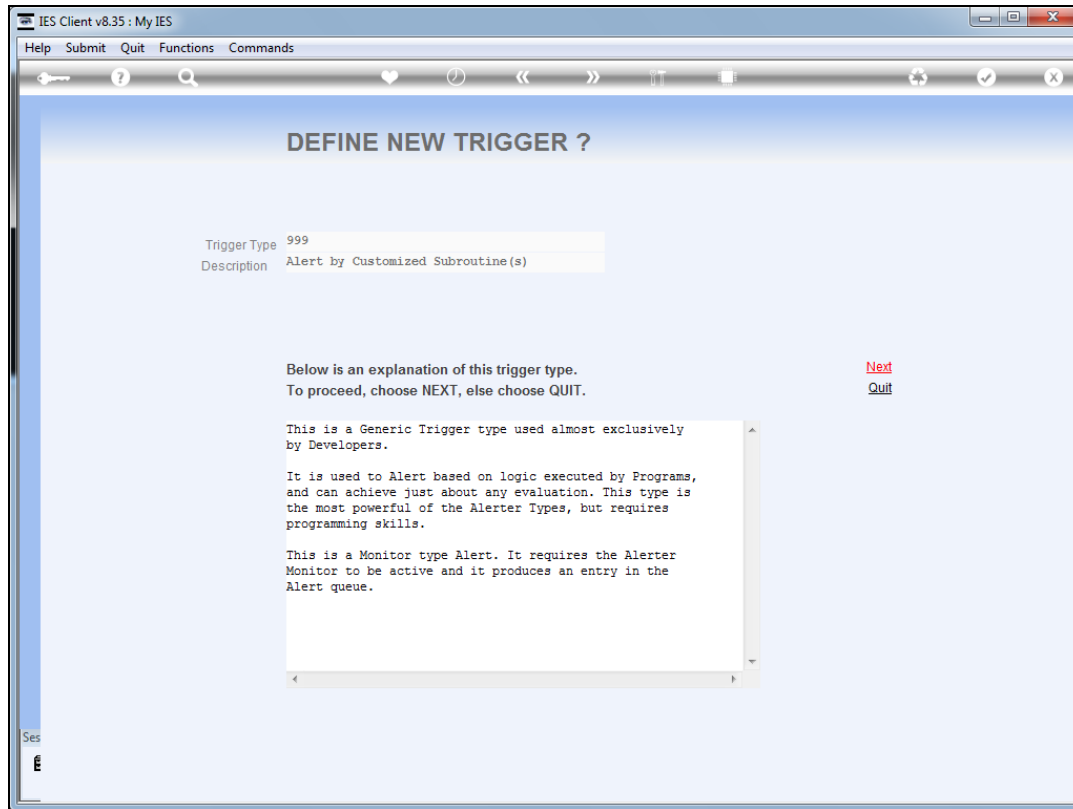 IES Client v8.35 : My IES
Help Submit Quit Functions Commands
DEFINE NEW TRIGGER ?
Trigger Type 999
Description Alert by Customized Subroutine(s)
Below is an explanation of this trigger type.
To proceed, choose NEXT, else choose QUIT.
Next
Quit
This is a Generic Trigger type used almost exclusively
by Developers.
It is used to Alert based on logic executed by Programs,
and can achieve just about any evaluation. This type is
the most powerful of the Alerter Types, but requires
programming skills.
This is a Monitor type Alert. It requires the Alerter
Monitor to be active and it produces an entry in the
Alert queue.
Ses